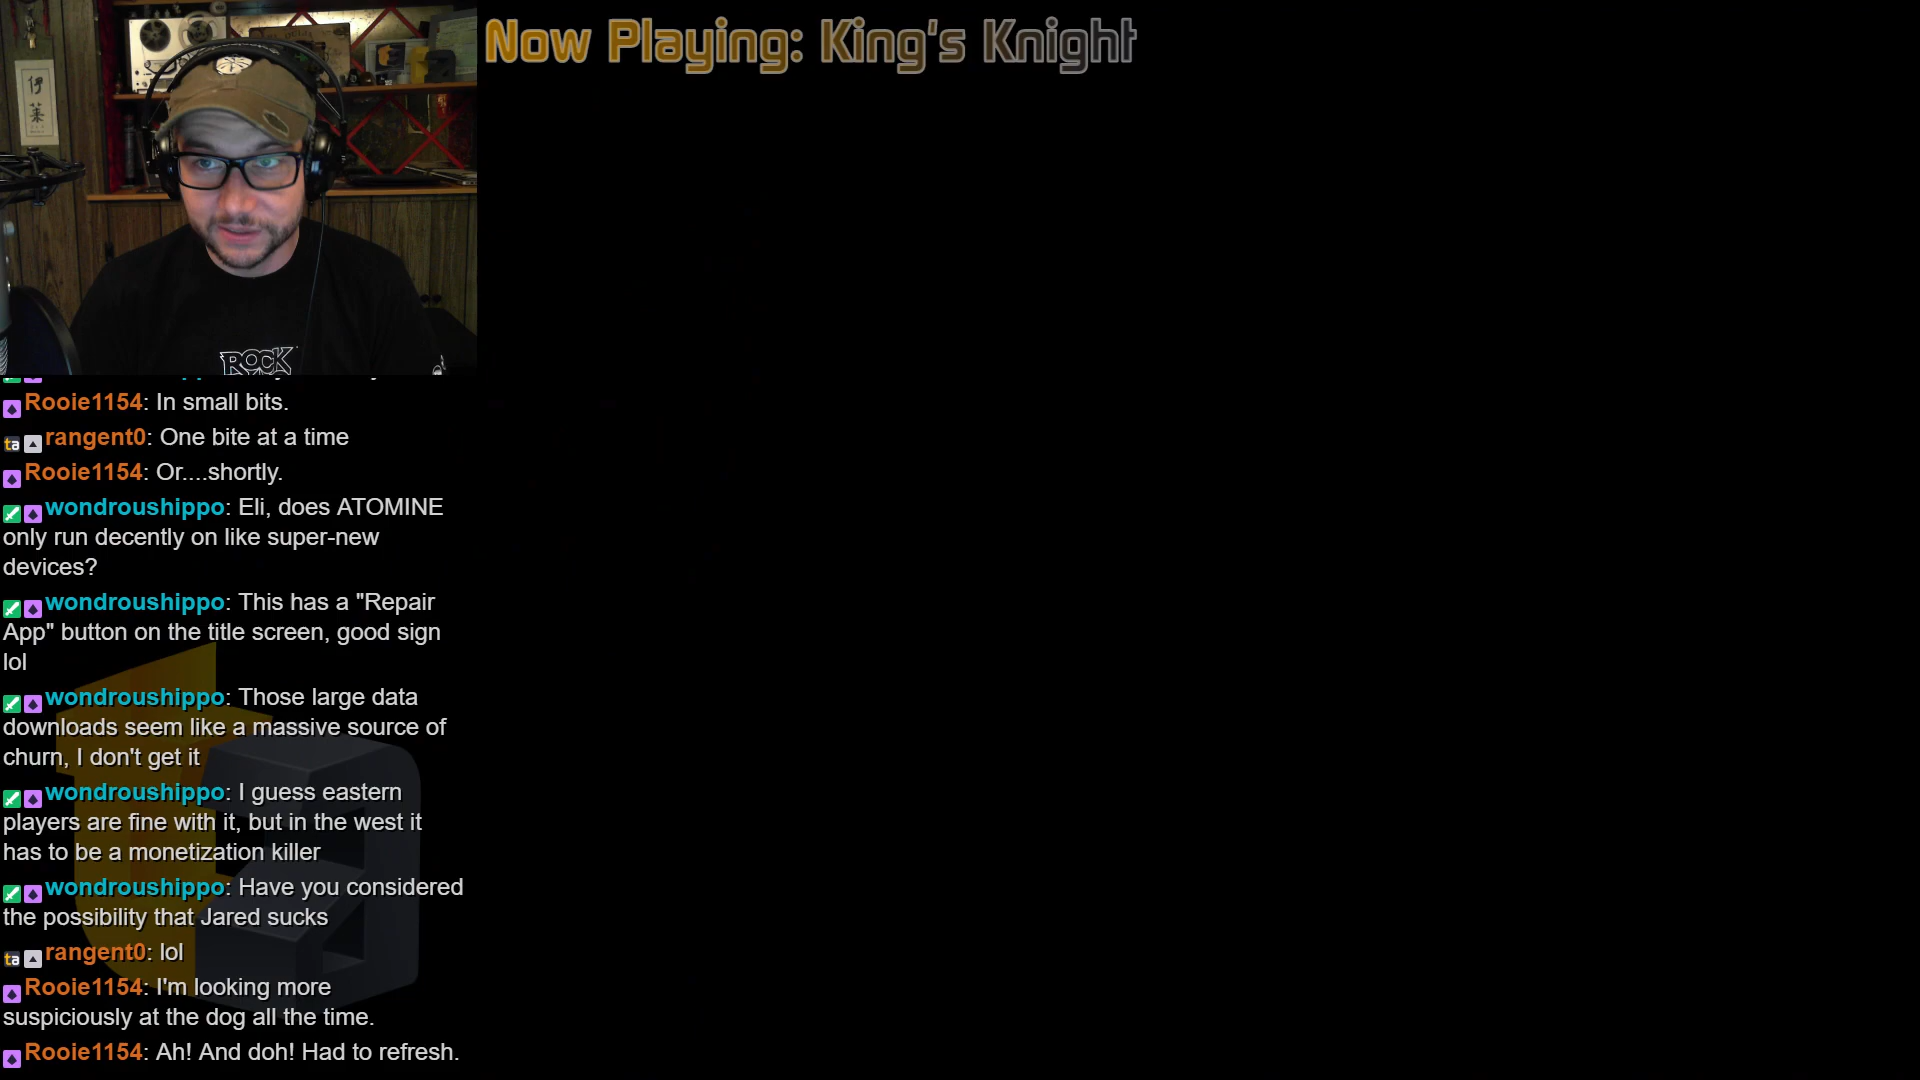 Now Playing: King's Knight
伊
莱
ROCK
Rooie1154: In small bits.
ta rangent0: One bite at a time
Rooie1154: Or....shortly.
wondroushippo: Eli, does ATOMINE
only run decently on like super-new
devices?
wondroushippo: This has a "Repair
App" button on the title screen, good sign
lol
wondroushippo: Those large data
downloads seem like a massive source of
churn, I don't get it
wondroushippo: I guess eastern
players are fine with it, but in the west it
has to be a monetization killer
wondroushippo: Have you considered
the possibility that Jared sucks
ta rangent0: lol
Rooie1154: I'm looking more
suspiciously at the dog all the time.
Rooie1154: Ah! And doh! Had to refresh.